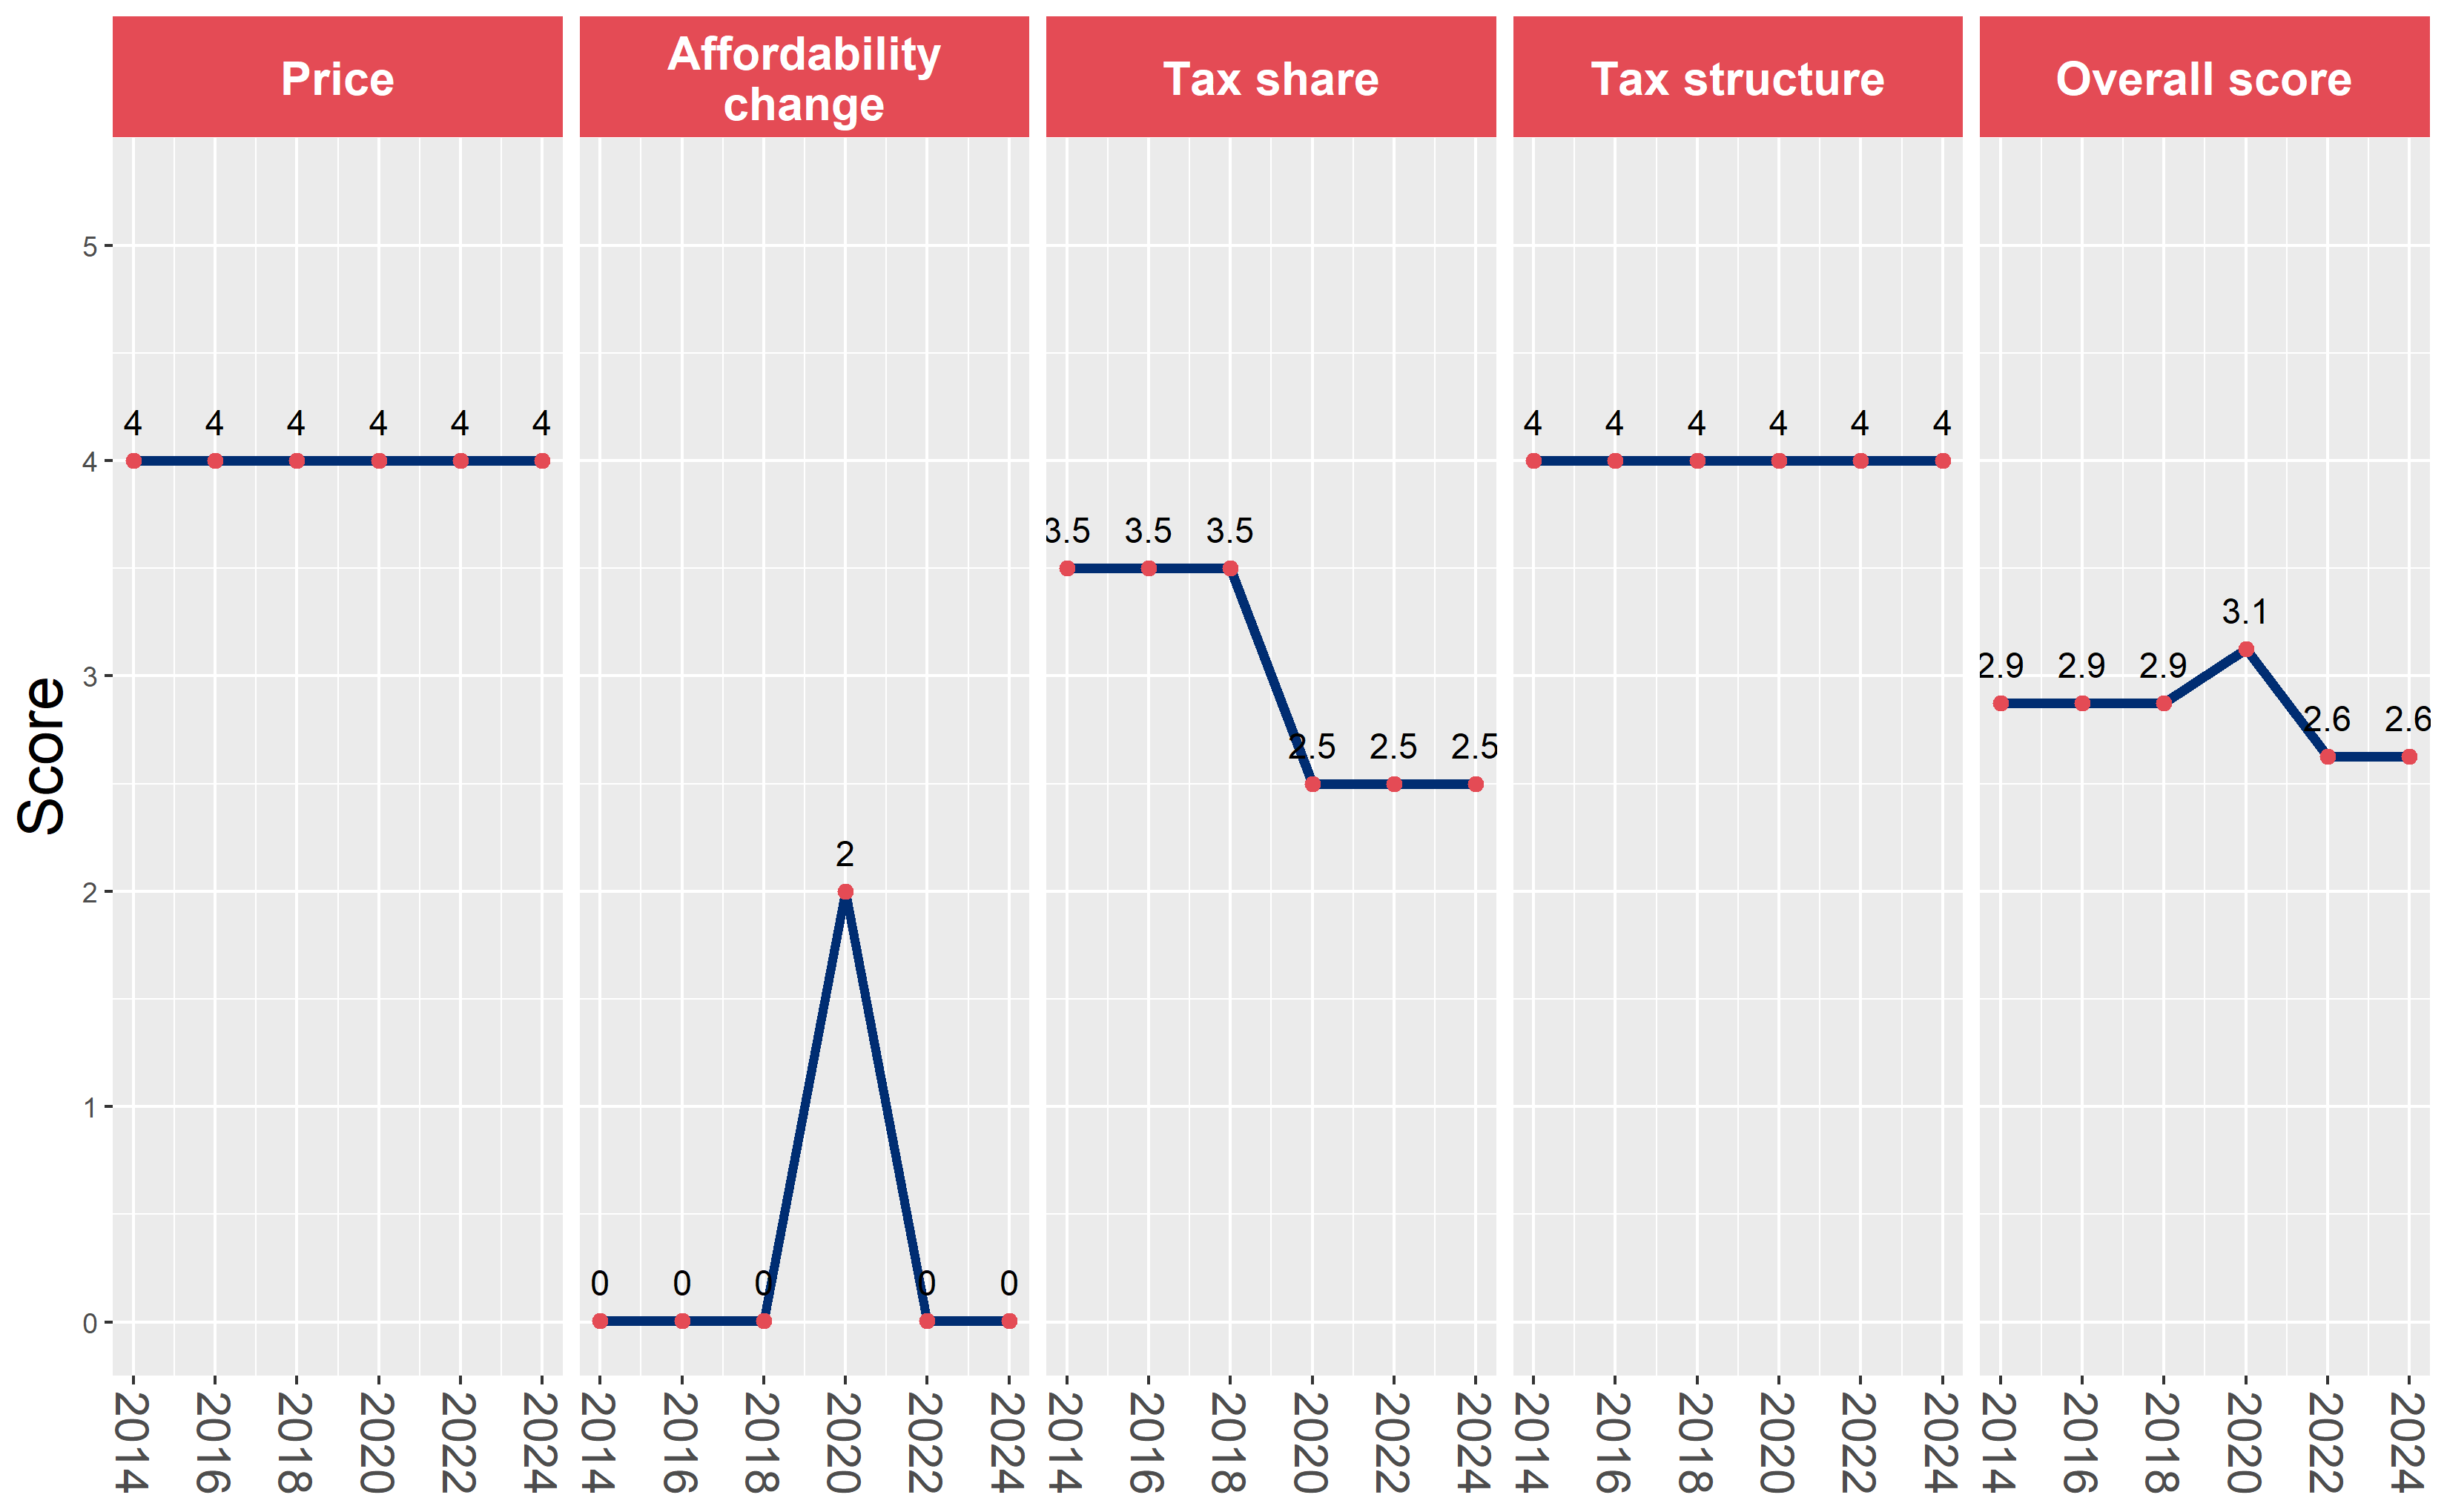 Price
Affordability
change
Tax share
Tax structure
Overall score
Score
5
4
3
2
1
0
4 4 4 4 4 4
0 0 0 2 0 0
3.5 3.5 3.5 2.5 2.5 2.5
4 4 4 4 4 4
2.9 2.9 2.9 3.1 2.6 2.6
2014 2016 2018 2020 2022 2024
2014 2016 2018 2020 2022 2024
2014 2016 2018 2020 2022 2024
2014 2016 2018 2020 2022 2024
2014 2016 2018 2020 2022 2024